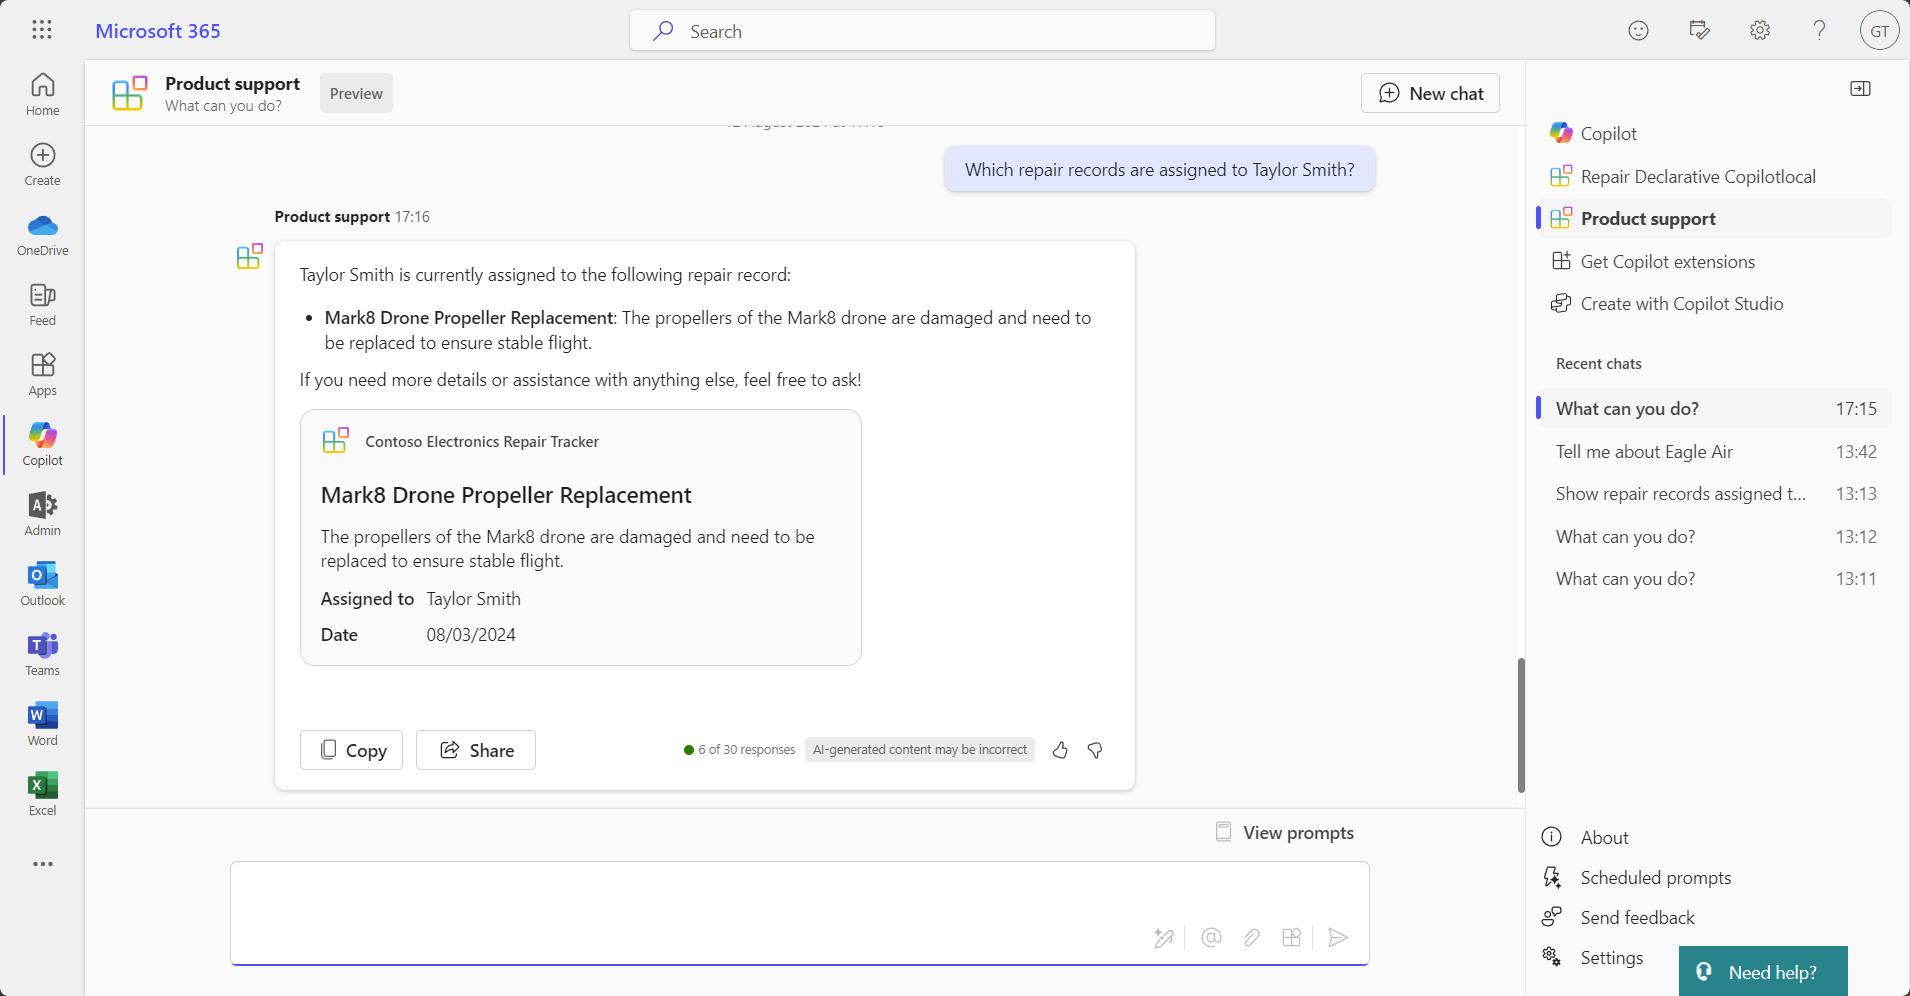 Microsoft 365
Search
GT
Home
Create
OneDrive
Feed
Apps
Copilot
Admin
Outlook
Teams
Word
Excel
Product support
What can you do?
Preview
New chat
Which repair records are assigned to Taylor Smith?
Product support 17:16
Taylor Smith is currently assigned to the following repair record:
• Mark8 Drone Propeller Replacement: The propellers of the Mark8 drone are damaged and need to
be replaced to ensure stable flight.
If you need more details or assistance with anything else, feel free to ask!
Contoso Electronics Repair Tracker
Mark8 Drone Propeller Replacement
The propellers of the Mark8 drone are damaged and need to be
replaced to ensure stable flight.
Assigned to Taylor Smith
Date 08/03/2024
Copy
Share
6 of 30 responses
AI-generated content may be incorrect
View prompts
Copilot
Repair Declarative Copilotlocal
Product support
Get Copilot extensions
Create with Copilot Studio
Recent chats
What can you do? 17:15
Tell me about Eagle Air 13:42
Show repair records assigned t... 13:13
What can you do? 13:12
What can you do? 13:11
About
Scheduled prompts
Send feedback
Settings
Need help?